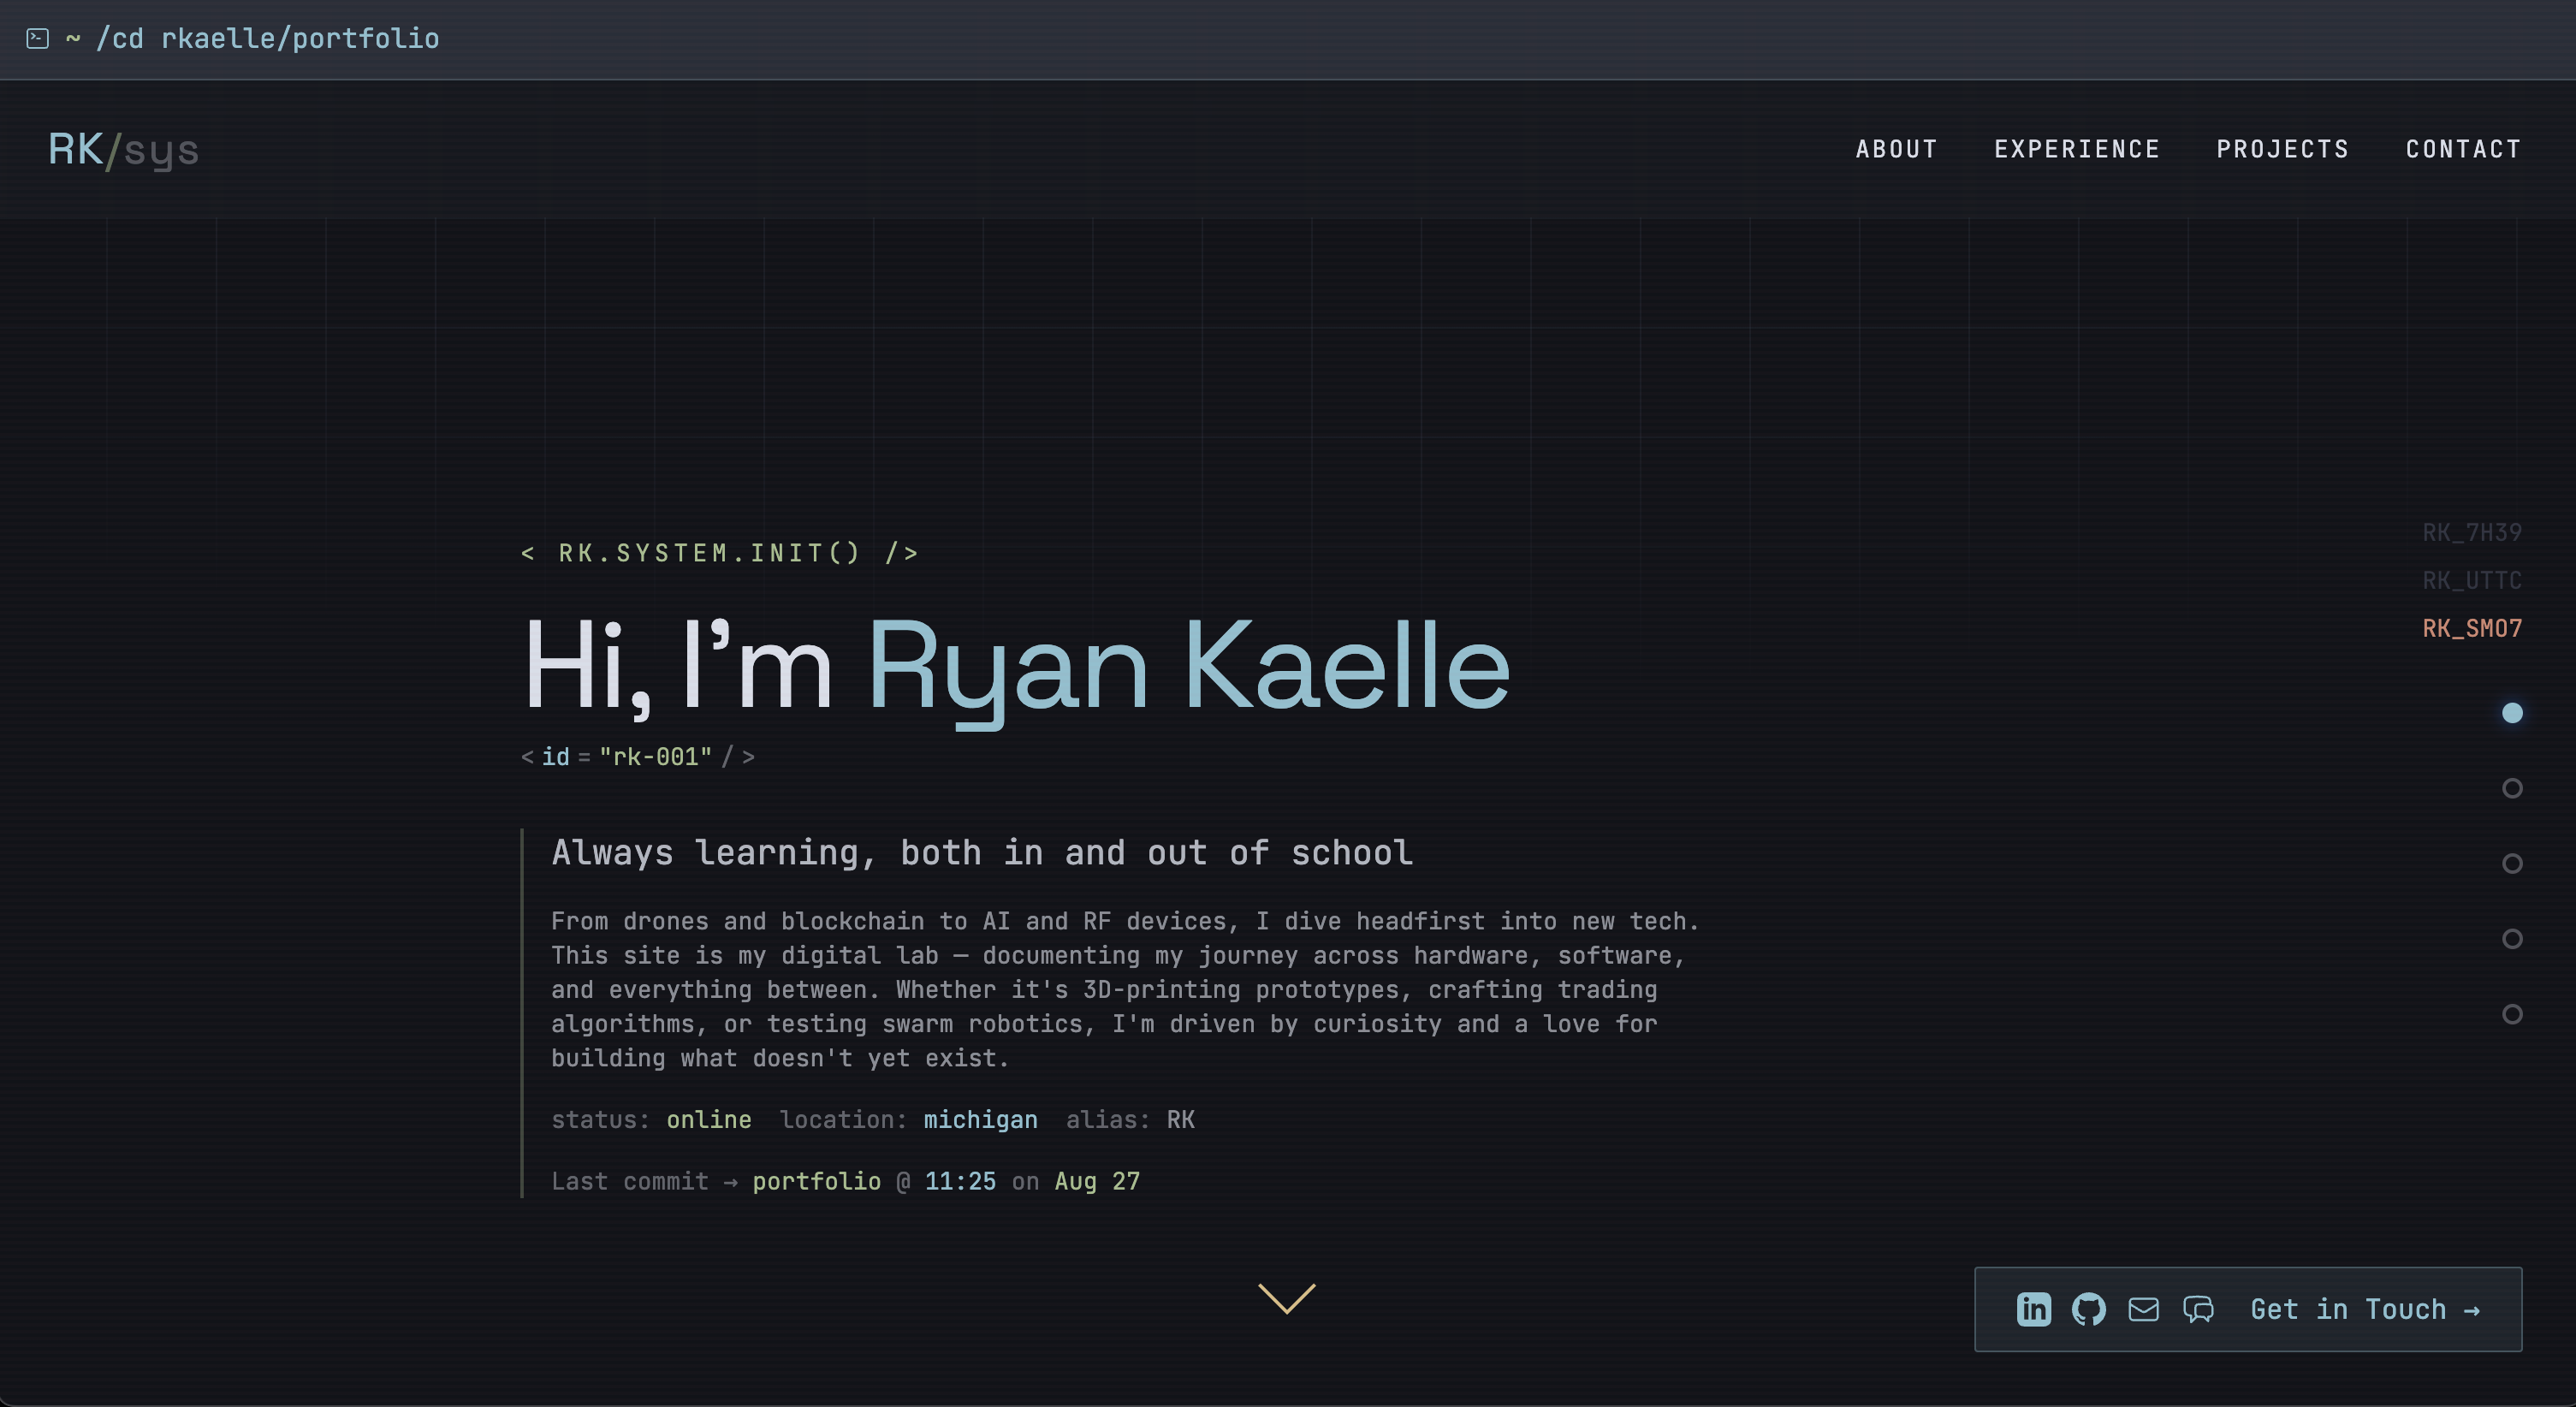 ~ /cd rkaelle/portfolio
RK/sys
ABOUT EXPERIENCE PROJECTS CONTACT
< RK.SYSTEM.INIT() />
Hi, I’m Ryan Kaelle
<id="rk-001"/>
Always learning, both in and out of school
From drones and blockchain to AI and RF devices, I dive headfirst into new tech.
This site is my digital lab — documenting my journey across hardware, software,
and everything between. Whether it's 3D-printing prototypes, crafting trading
algorithms, or testing swarm robotics, I'm driven by curiosity and a love for
building what doesn't yet exist.
status: online location: michigan alias: RK
Last commit → portfolio @ 11:25 on Aug 27
RK_7H39
RK_UTTC
RK_SMO7
in Get in Touch →